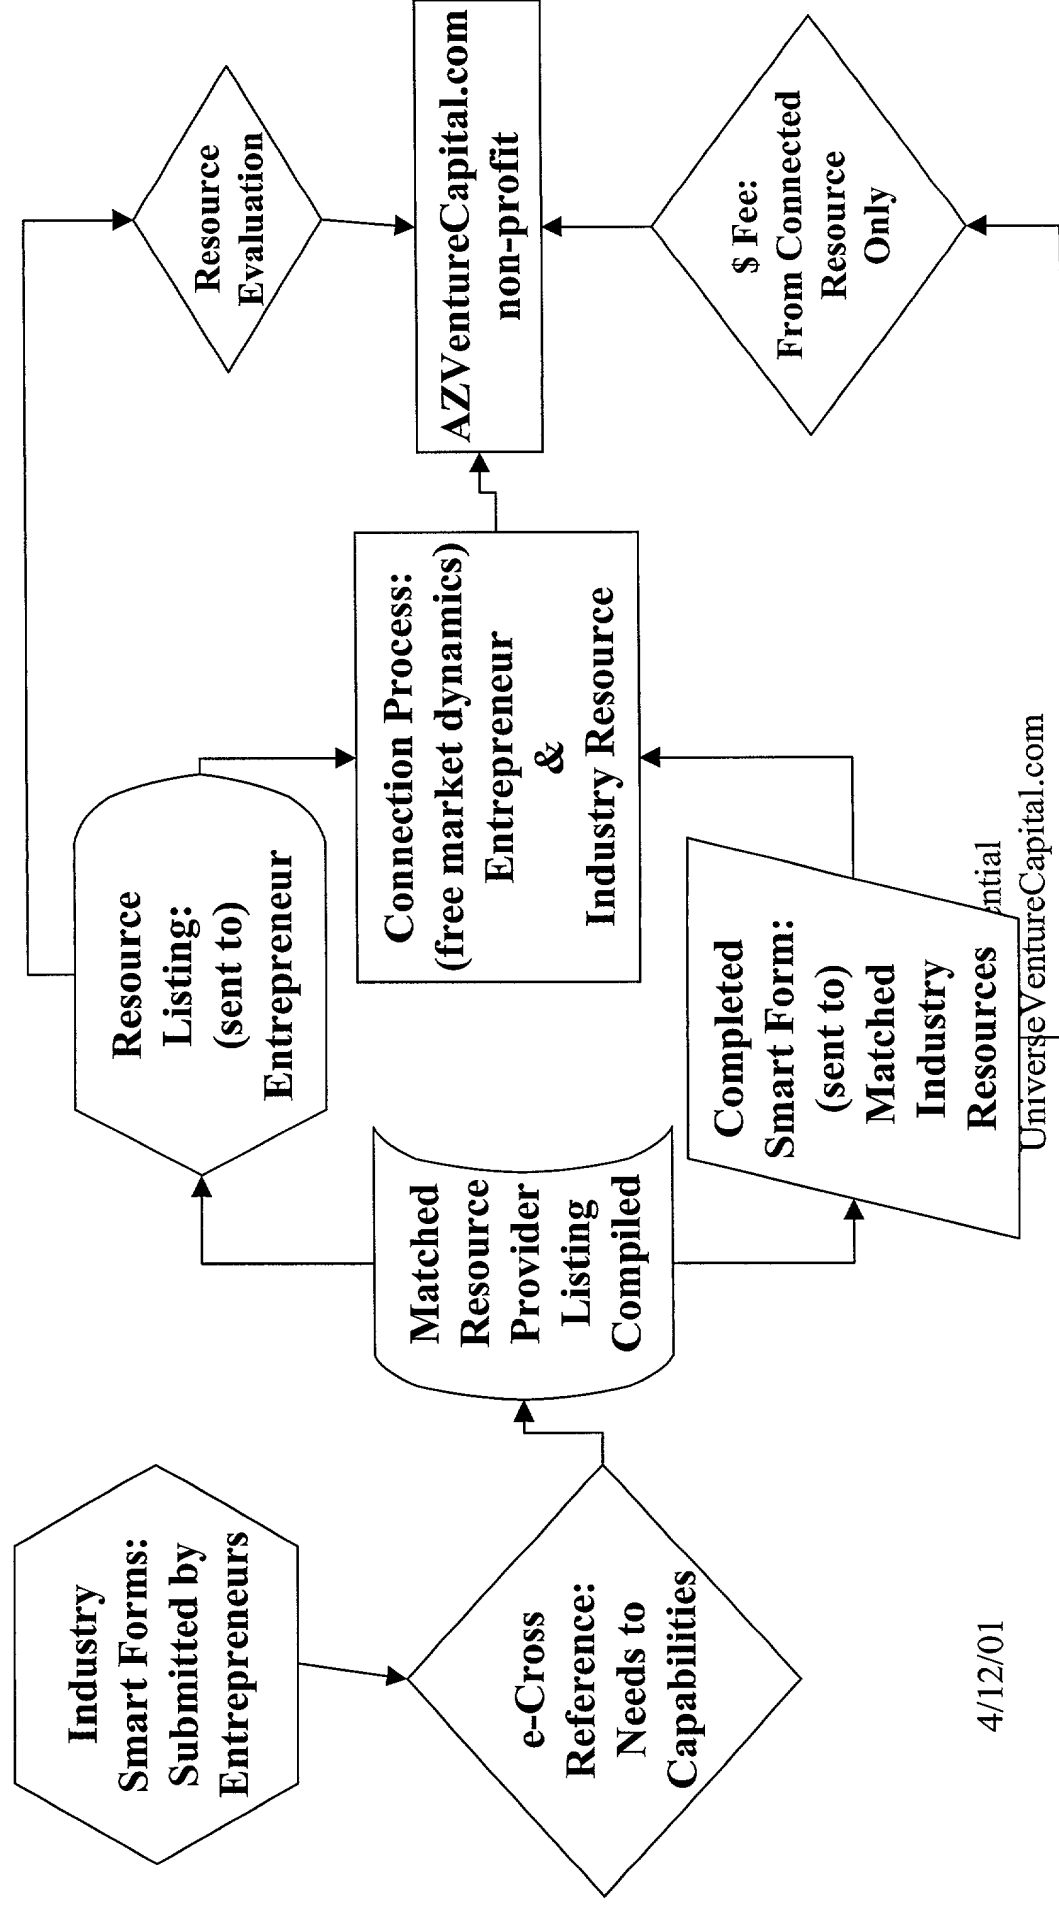 Industry
Smart Forms:
Submitted by
Entrepreneurs
e-Cross
Reference:
Needs to
Capabilities
Matched
Resource
Provider
Listing
Compiled
Resource
Listing:
(sent to)
Entrepreneur
Completed
Smart Form:
(sent to)
Matched
Industry
Resources
Connection Process:
(free market dynamics)
Entrepreneur
&
Industry Resource
Resource
Evaluation
AZVentureCapital.com
non-profit
$ Fee:
From Connected
Resource
Only
4/12/01
ential
UniverseVentureCapital.com